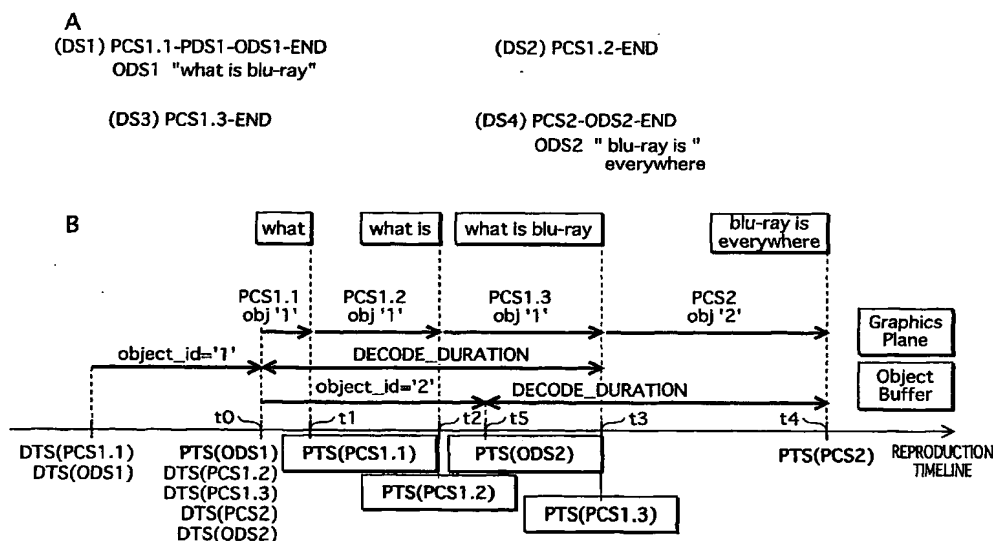 A
(DS1) PCS1.1-PDS1-ODS1-END
ODS1 "what is blu-ray"
(DS2) PCS1.2-END
(DS3) PCS1.3-END
(DS4) PCS2-ODS2-END
ODS2 " blu-ray is "
everywhere
B
what
what is
what is blu-ray
blu-ray is
everywhere
PCS1.1
obj '1'
PCS1.2
obj '1'
PCS1.3
obj '1'
PCS2
obj '2'
Graphics
Plane
object_id='1'
DECODE_DURATION
Object
Buffer
object_id='2'
DECODE_DURATION
t0
t1
t2
t5
t3
t4
DTS(PCS1.1)
DTS(ODS1)
PTS(ODS1)
DTS(PCS1.2)
DTS(PCS1.3)
DTS(PCS2)
DTS(ODS2)
PTS(PCS1.1)
PTS(PCS1.2)
PTS(ODS2)
PTS(PCS1.3)
PTS(PCS2)
REPRODUCTION
TIMELINE